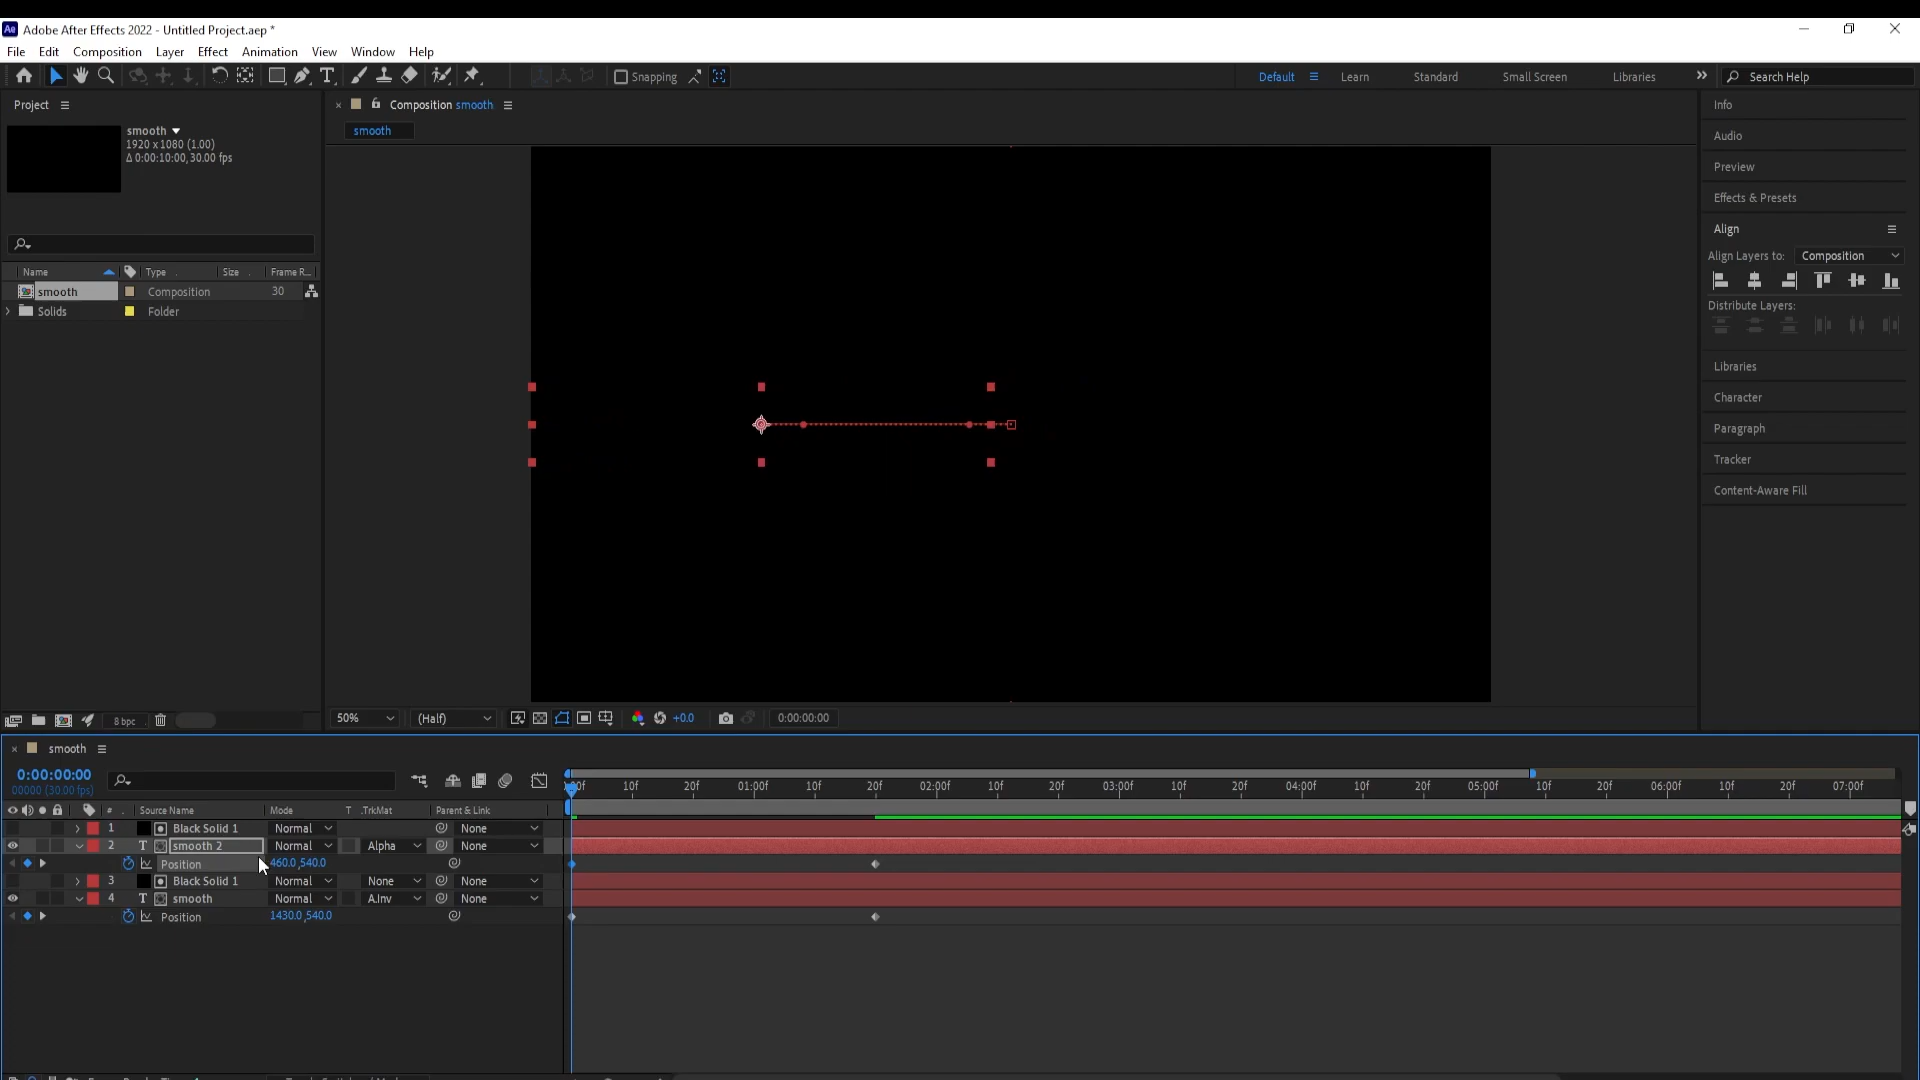 Adobe After Effects 2022 - Untitled Project.aep *
File Edit Composition Layer Effect Animation View Window Help
Snapping Default Learn Standard Small Screen Libraries Search Help
Project
smooth
1920 x 1080 (1.00)
Δ 0:00:10:00, 30.00 fps
Name Type Size Frame R...
smooth Composition 30
Solids Folder
8 bpc
Composition smooth
smooth
50% (Half) +0.0 0:00:00:00
Info
Audio
Preview
Effects & Presets
Align
Align Layers to: Composition
Distribute Layers:
Libraries
Character
Paragraph
Tracker
Content-Aware Fill
smooth
0:00:00:00
00000 (30.00 fps)
10f 20f 01:00f 10f 20f 02:00f 10f 20f 03:00f 10f 20f 04:00f 10f 20f 05:00f 10f 20f 06:00f 10f 20f 07:00f
# Source Name Mode T .TrkMat Parent & Link
1 Black Solid 1 Normal None
2 T smooth 2 Normal Alpha None
Position 460.0,540.0
3 Black Solid 1 Normal None None
4 T smooth Normal A.Inv None
Position 1430.0,540.0